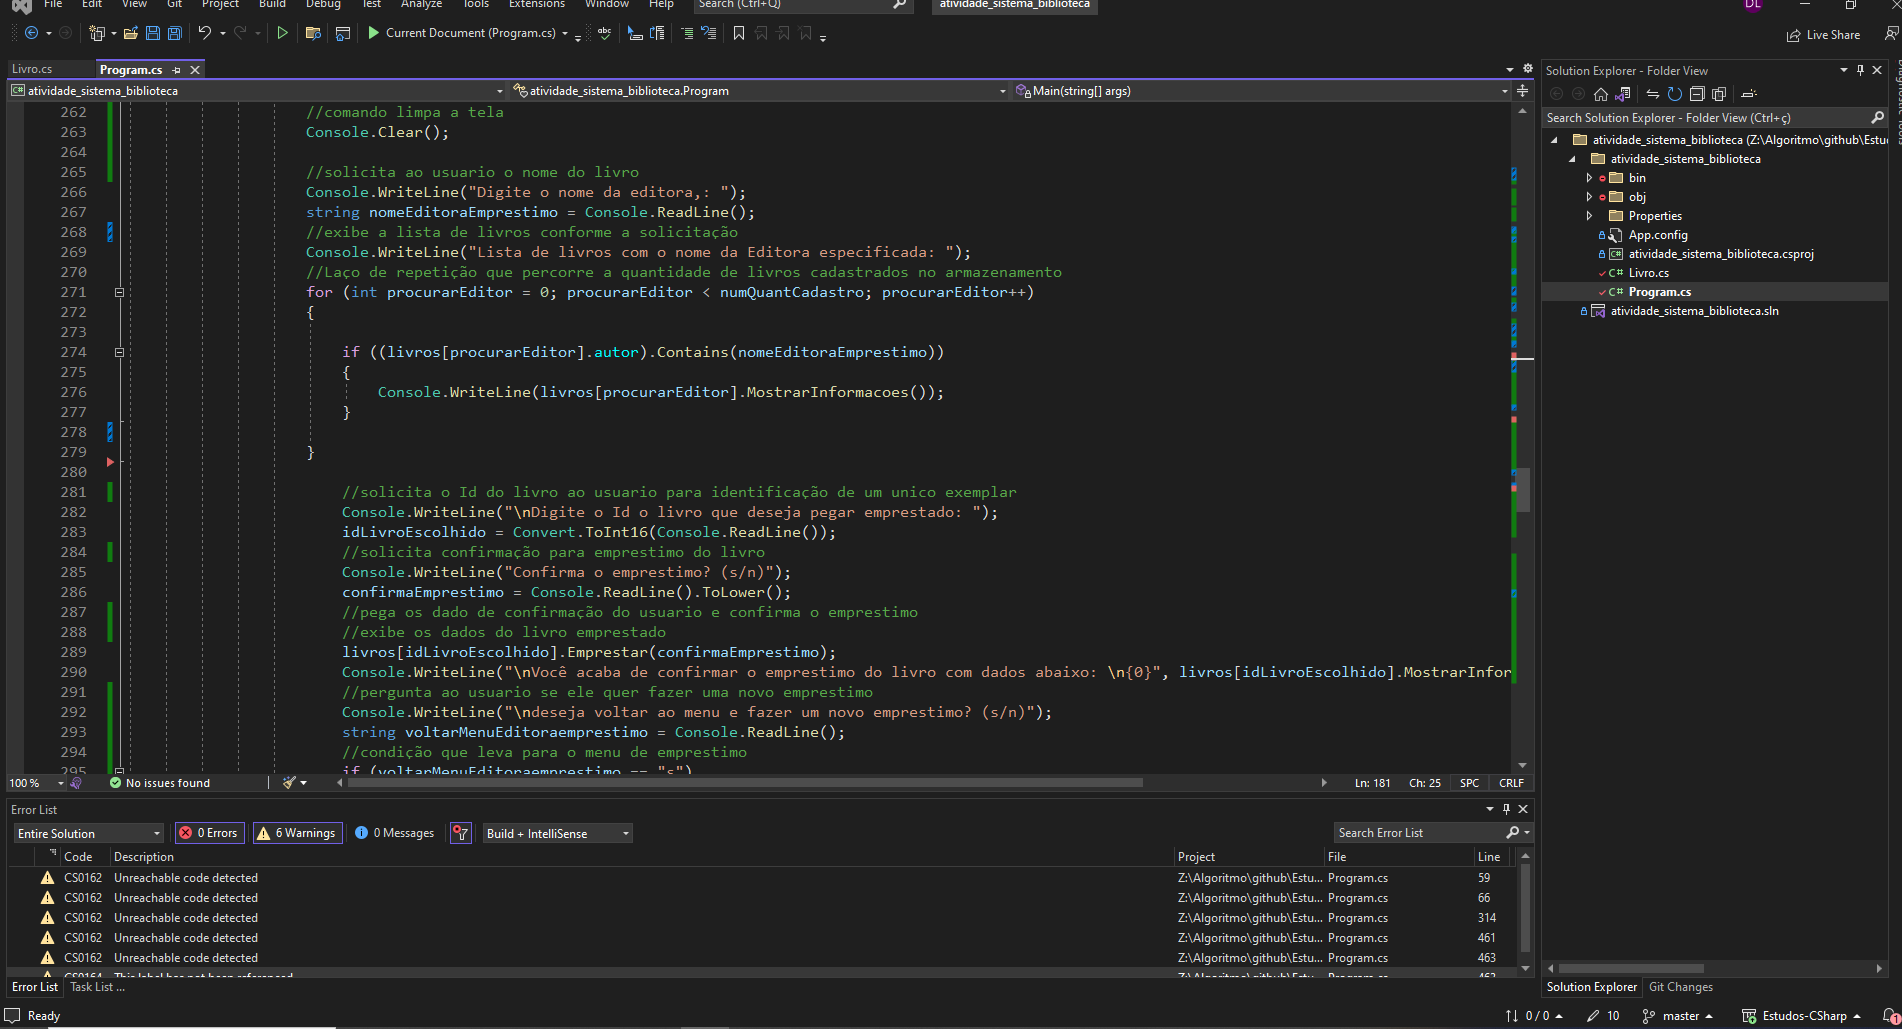 File Edit View Git Project Build Debug Test Analyze Tools Extensions Window Help Search (Ctrl+Q) atividade_sistema_biblioteca DL
Current Document (Program.cs) Live Share
Livro.cs Program.cs
C# atividade_sistema_biblioteca atividade_sistema_biblioteca.Program Main(string[] args)
262 //comando limpa a tela
263 Console.Clear();
264
265 //solicita ao usuario o nome do livro
266 Console.WriteLine("Digite o nome da editora,: ");
267 string nomeEditoraEmprestimo = Console.ReadLine();
268 //exibe a lista de livros conforme a solicitação
269 Console.WriteLine("Lista de livros com o nome da Editora especificada: ");
270 //Laço de repetição que percorre a quantidade de livros cadastrados no armazenamento
271 for (int procurarEditor = 0; procurarEditor < numQuantCadastro; procurarEditor++)
272 {
273
274 if ((livros[procurarEditor].autor).Contains(nomeEditoraEmprestimo))
275 {
276 Console.WriteLine(livros[procurarEditor].MostrarInformacoes());
277 }
278
279 }
280
281 //solicita o Id do livro ao usuario para identificação de um unico exemplar
282 Console.WriteLine("\nDigite o Id o livro que deseja pegar emprestado: ");
283 idLivroEscolhido = Convert.ToInt16(Console.ReadLine());
284 //solicita confirmação para emprestimo do livro
285 Console.WriteLine("Confirma o emprestimo? (s/n)");
286 confirmaEmprestimo = Console.ReadLine().ToLower();
287 //pega os dado de confirmação do usuario e confirma o emprestimo
288 //exibe os dados do livro emprestado
289 livros[idLivroEscolhido].Emprestar(confirmaEmprestimo);
290 Console.WriteLine("\nVocê acaba de confirmar o emprestimo do livro com dados abaixo: \n{0}", livros[idLivroEscolhido].MostrarInfor
291 //pergunta ao usuario se ele quer fazer uma novo emprestimo
292 Console.WriteLine("\ndeseja voltar ao menu e fazer um novo emprestimo? (s/n)");
293 string voltarMenuEditoraemprestimo = Console.ReadLine();
294 //condição que leva para o menu de emprestimo
295 if (voltarMenuEditoraemprestimo == "s")
100 % No issues found Ln: 181 Ch: 25 SPC CRLF
Error List
Entire Solution 0 Errors 6 Warnings 0 Messages Build + IntelliSense Search Error List
Code Description Project File Line
CS0162 Unreachable code detected Z:\Algoritmo\github\Estu... Program.cs 59
CS0162 Unreachable code detected Z:\Algoritmo\github\Estu... Program.cs 66
CS0162 Unreachable code detected Z:\Algoritmo\github\Estu... Program.cs 314
CS0162 Unreachable code detected Z:\Algoritmo\github\Estu... Program.cs 461
CS0162 Unreachable code detected Z:\Algoritmo\github\Estu... Program.cs 463
CS0164 This label has not been referenced Z:\Algoritmo\github\Estu... Program.cs 463
Error List Task List ...
Solution Explorer - Folder View
Search Solution Explorer - Folder View (Ctrl+ç)
atividade_sistema_biblioteca (Z:\Algoritmo\github\Estu
atividade_sistema_biblioteca
bin
obj
Properties
App.config
C# atividade_sistema_biblioteca.csproj
C# Livro.cs
C# Program.cs
atividade_sistema_biblioteca.sln
Solution Explorer Git Changes
Diagnostic Tools
Ready 0 / 0 10 master Estudos-CSharp 1